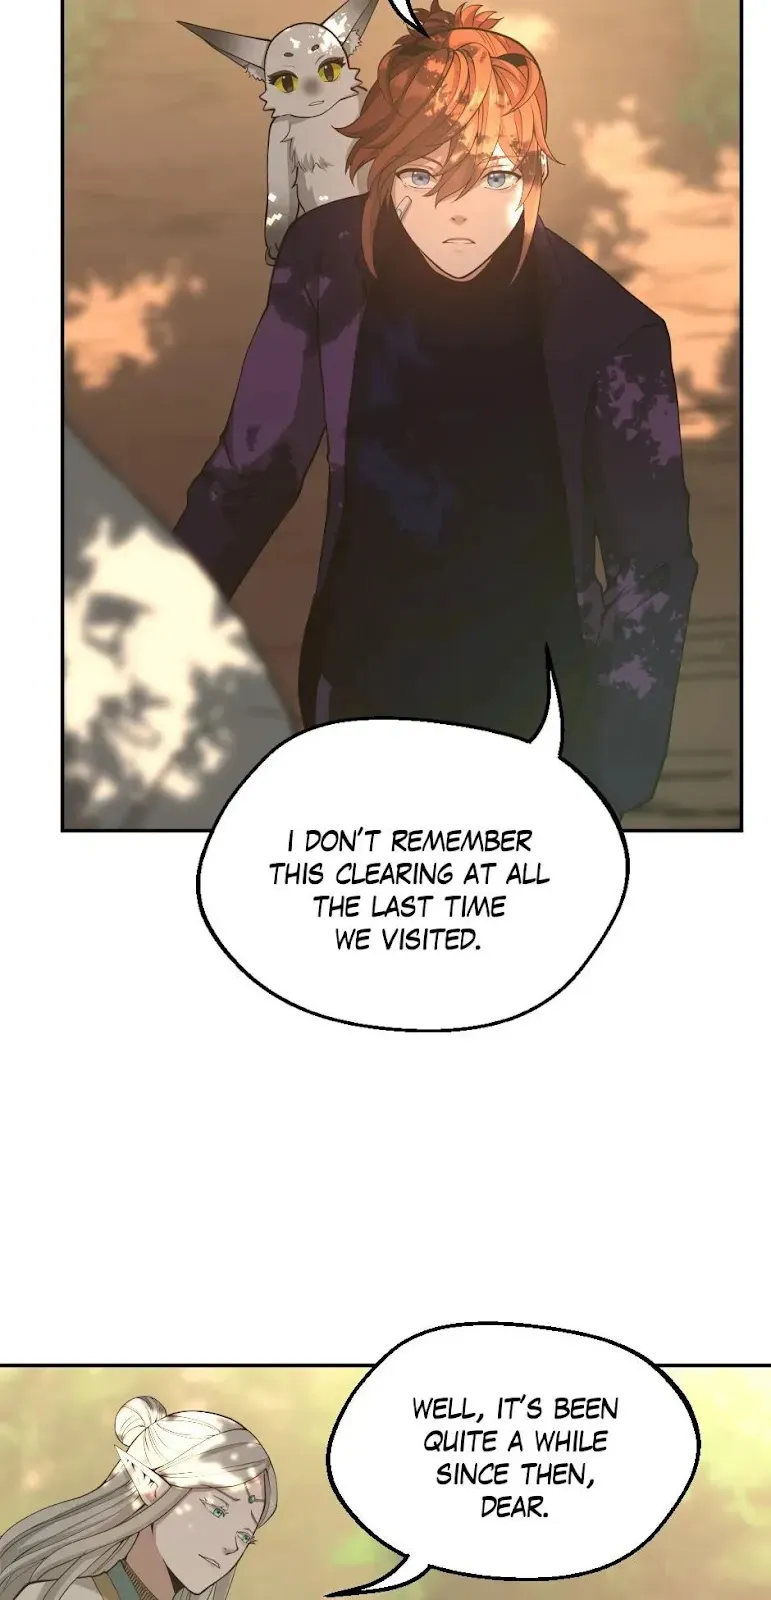 I DON'T REMEMBER
THIS CLEARING AT ALL
THE LAST TIME
WE VISITED.
WELL, IT'S BEEN
QUITE A WHILE
SINCE THEN,
DEAR.